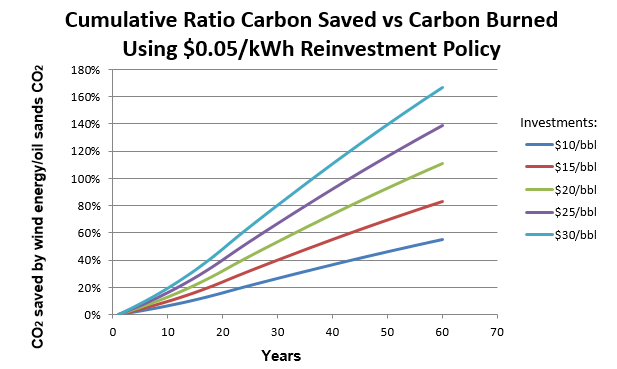 Cumulative Ratio Carbon Saved vs Carbon Burned
Using $0.05/kWh Reinvestment Policy
CO2 saved by wind energy/oil sands CO2
180%
160%
140%
120%
100%
80%
60%
40%
20%
0%
0 10 20 30 40 50 60 70
Years
Investments:
$10/bbl
$15/bbl
$20/bbl
$25/bbl
$30/bbl